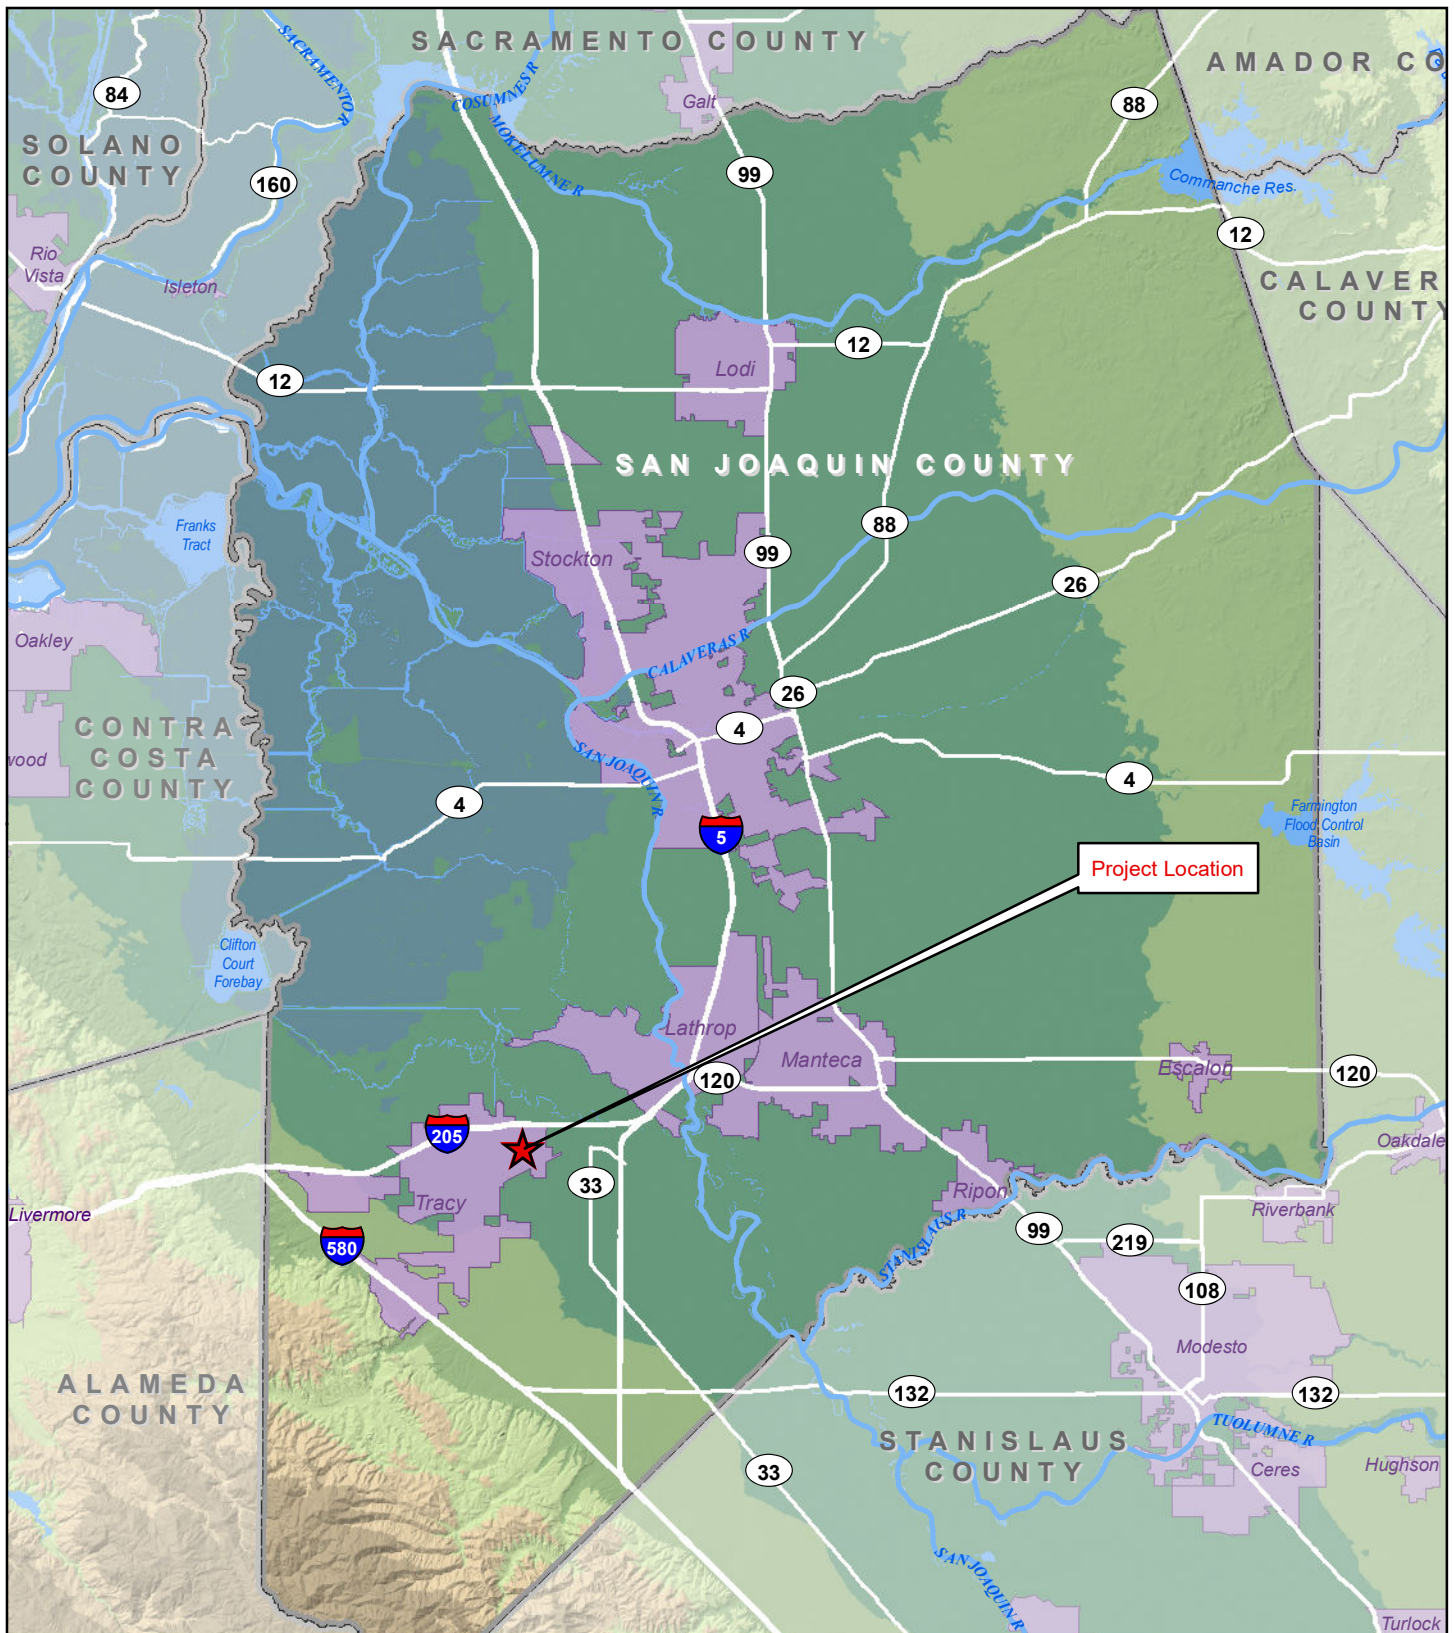 SACRAMENTO COUNTY
AMADOR CO
SACRAMENTO R
84
Galt
COSUMNES R
88
SOLANO
COUNTY
MOKELUMNE R
99
160
Commanche Res.
12
Rio
Vista
Isleton
CALAVER
COUNTY
12
Lodi
12
SAN JOAQUIN COUNTY
Franks
Tract
88
Stockton
99
26
Oakley
CALAVERAS R
26
CONTRA
COSTA
COUNTY
4
wood
SAN JOAQUIN R
4
4
5
Farmington
Flood Control
Basin
Project Location
Clifton
Court
Forebay
Lathrop
Manteca
120
Escalon
120
205
Oakdale
33
Tracy
Ripon
Livermore
Riverbank
STANISLAUS R
99
219
580
108
Modesto
ALAMEDA
COUNTY
132
132
TUOLUMNE R
STANISLAUS
COUNTY
33
Ceres
Hughson
SAN JOAQUIN R
Turlock